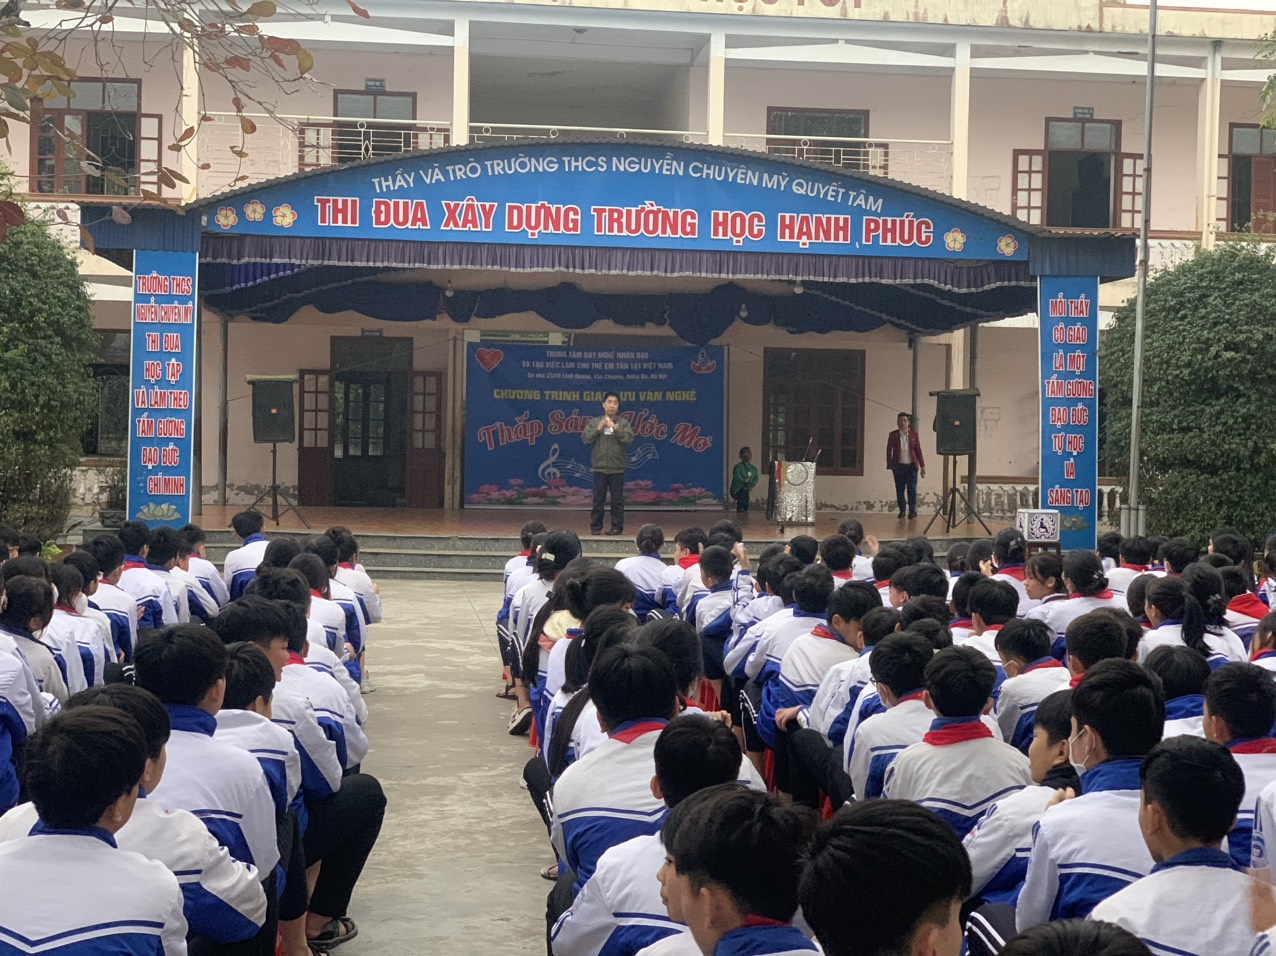 THẦY VÀ TRÒ TRƯỜNG THCS NGUYỄN CHUYÊN MỸ QUYẾT TÂM
THI ĐUA XÂY DỰNG TRƯỜNG HỌC HẠNH PHÚC
TRƯỜNG THCS
NGUYỄN CHUYÊN MỸ
THI ĐUA
HỌC TẬP
VÀ LÀM THEO
TẤM GƯƠNG
ĐẠO ĐỨC
HỒ CHÍ MINH
TRUNG TÂM DẠY NGHỀ NHÂN ĐẠO
VÀ TẠO VIỆC LÀM CHO TRẺ EM TÀN TẬT VIỆT NAM
CHƯƠNG TRÌNH GIAO LƯU VĂN NGHỆ
Thắp Sáng Ước Mơ
MỖI THẦY
CÔ GIÁO
LÀ MỘT
TẤM GƯƠNG
ĐẠO ĐỨC
TỰ HỌC
VÀ
SÁNG TẠO